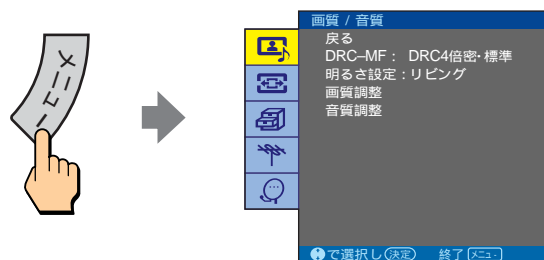 メニュー
画質 / 音質
戻る
DRC–MF： DRC4倍密・標準
明るさ設定：リビング
画質調整
音質調整
で選択し 決定 終了 メニュー